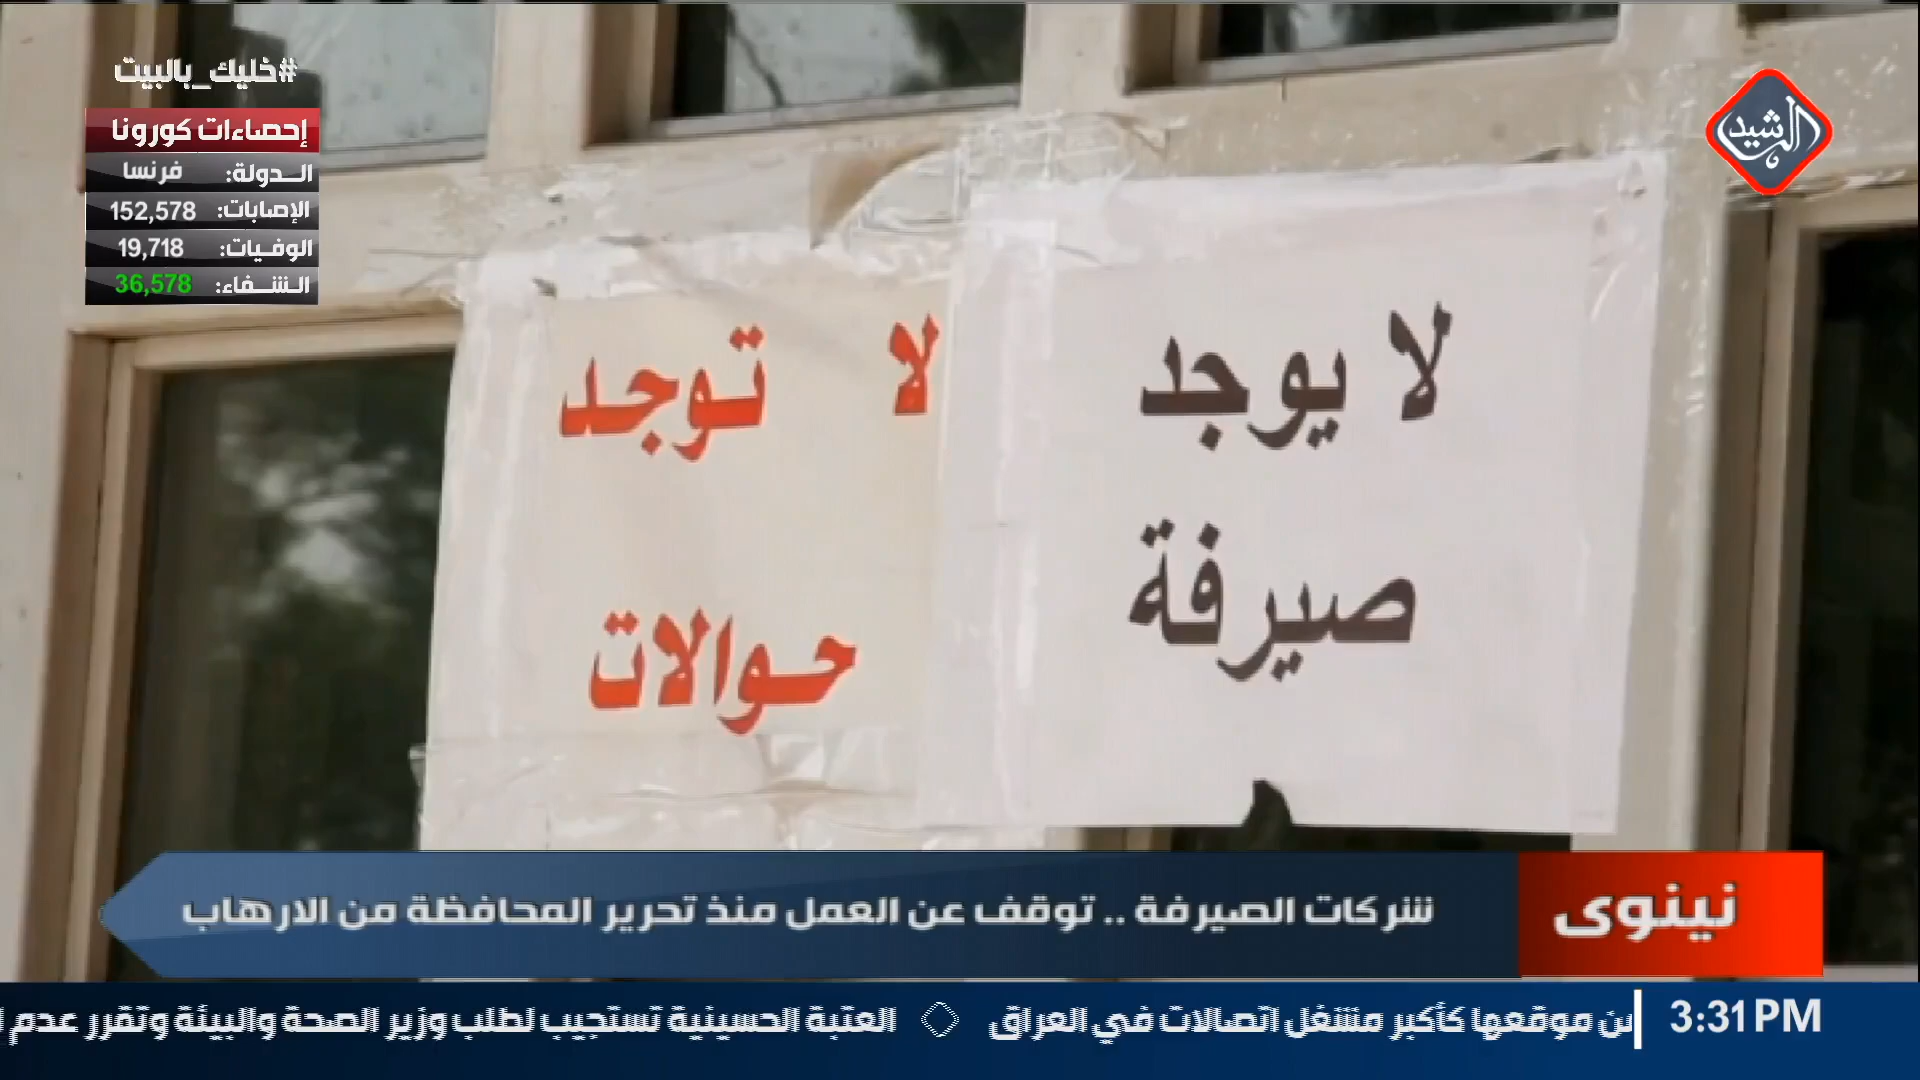 #خليك_بالبيت
إحصاءات كورونا
الدولة: فرنسا
الإصابات: 152,578
الوفيات: 19,718
الشفاء: 36,578
الرشيد
لا يوجد
صيرفة
لا توجد
حوالات
نينوى
شركات الصيرفة .. توقف عن العمل منذ تحرير المحافظة من الارهاب
3:31 PM
موقعها كأكبر مشغل اتصالات في العراق ◇ العتبة الحسينية تستجيب لطلب وزير الصحة والبيئة وتقرر عدم